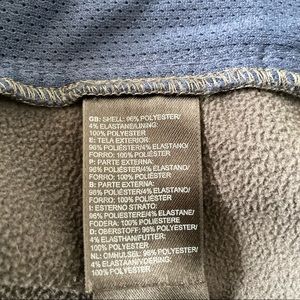 GB: SHELL: 96% POLYESTER/
4% ELASTANE/LINING:
100% POLYESTER
E: TELA EXTERIOR:
96% POLIÉSTER/4% ELASTANO/
FORRO: 100% POLIÉSTER
P: PARTE EXTERNA:
96% POLIÉSTER/4% ELASTANO/
FORRO: 100% POLIÉSTER
B: PARTE EXTERNA:
96% POLIÉSTER/4% ELASTANO/
FORRO: 100% POLIÉSTER
I: ESTERNO STRATO:
96% POLIESTERE/4% ELASTAN/
FODERA: 100% POLIESTERE
D: OBERSTOFF: 96% POLYESTER/
4% ELASTHAN/FUTTER:
100% POLYESTER
NL: OMHULSEL: 96% POLYESTER/
4% ELASTAAN/VOERING:
100% POLYESTER